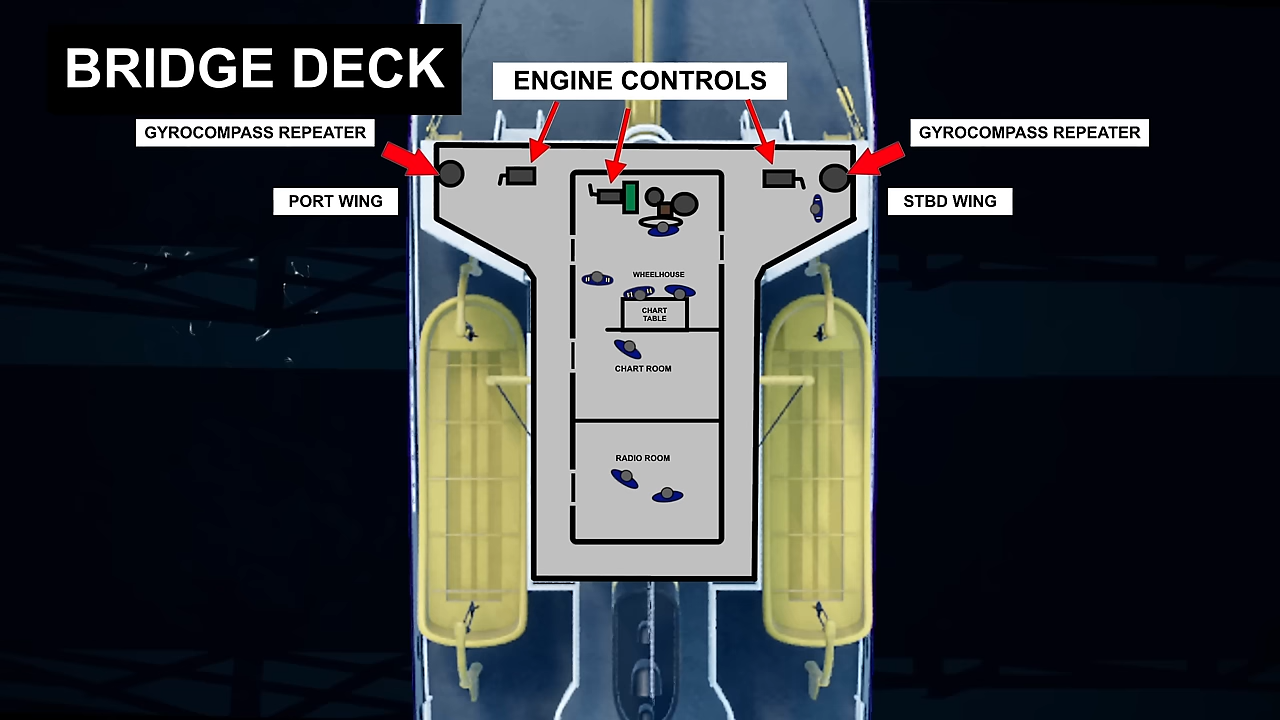 BRIDGE DECK
ENGINE CONTROLS
GYROCOMPASS REPEATER
GYROCOMPASS REPEATER
PORT WING
STBD WING
WHEELHOUSE
CHART
TABLE
CHART ROOM
RADIO ROOM